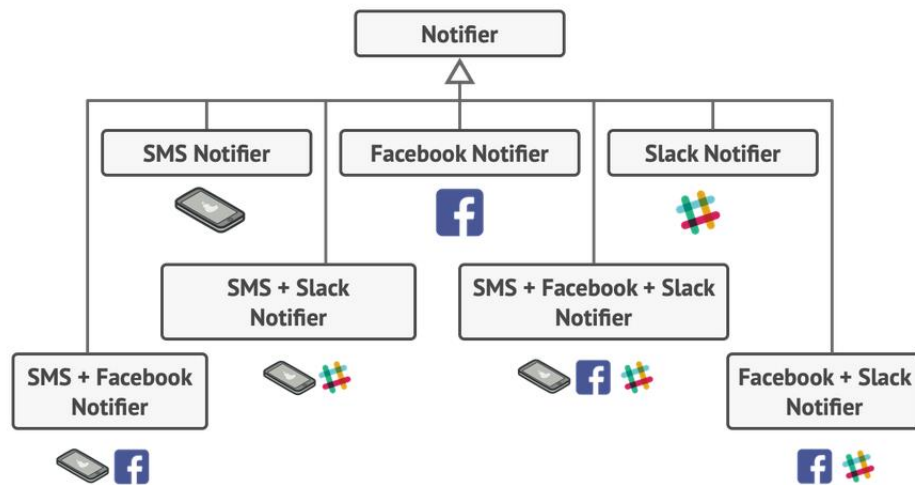 Notifier
SMS Notifier
Facebook Notifier
Slack Notifier
SMS + Slack
Notifier
SMS + Facebook + Slack
Notifier
SMS + Facebook
Notifier
Facebook + Slack
Notifier